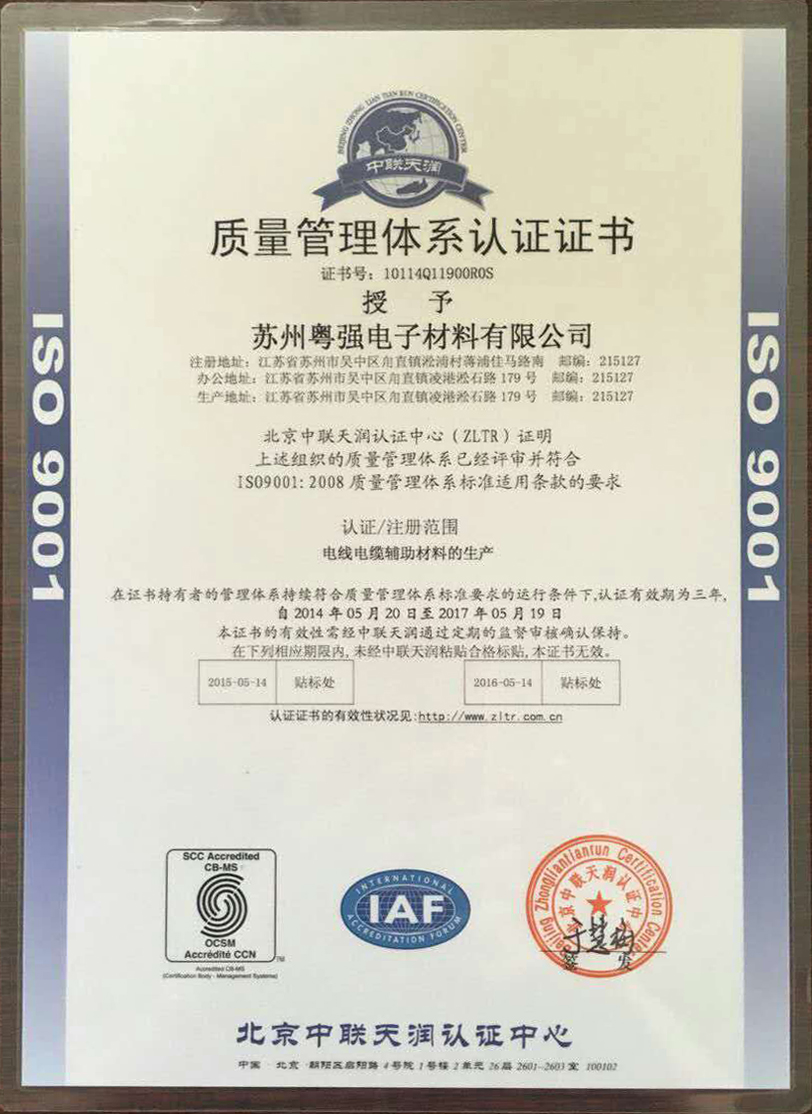 BEIJING ZHONG LIAN TIAN RUN CERTIFICATION CENTER
中联天润
质量管理体系认证证书
证书号：10114Q11900R0S
授 予
苏州粤强电子材料有限公司
注册地址：江苏省苏州市吴中区甪直镇淞浦村蒋浦佳马路南 邮编：215127
办公地址：江苏省苏州市吴中区甪直镇凌港淞石路 179 号 邮编：215127
生产地址：江苏省苏州市吴中区甪直镇凌港淞石路 179 号 邮编：215127
北京中联天润认证中心（ZLTR）证明
上述组织的质量管理体系已经评审并符合
ISO9001:2008 质量管理体系标准适用条款的要求
认证/注册范围
电线电缆辅助材料的生产
在证书持有者的管理体系持续符合质量管理体系标准要求的运行条件下,认证有效期为三年,
自 2014 年 05 月 20 日至 2017 年 05 月 19 日
本证书的有效性需经中联天润通过定期的监督审核确认保持。
在下列相应期限内,未经中联天润粘贴合格标贴,本证书无效。
2015-05-14 贴标处 2016-05-14 贴标处
认证证书的有效性状况见:http://www.zltr.com.cn
ISO 9001
ISO 9001
SCC Accredited
CB-MS
OCSM
Accrédité CCN
TM
Accredited CB-MS
(Certification Body - Management Systems)
INTERNATIONAL
IAF
ACCREDITATION FORUM
Beijing Zhongliantianrun Certification Center
北京中联天润认证中心
于慧梅
签 发
北京中联天润认证中心
中国 · 北京 · 朝阳区启阳路 4 号院 1 号楼 2 单元 26 层 2601-2603 室 100102